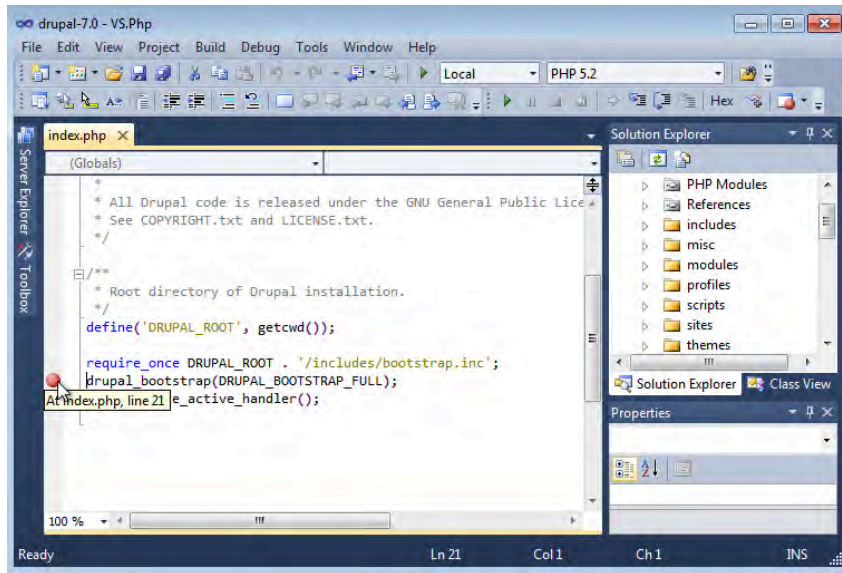 drupal-7.0 - VS.Php
File Edit View Project Build Debug Tools Window Help
Local PHP 5.2
Hex
Server Explorer
Toolbox
index.php
(Globals)
*
* All Drupal code is released under the GNU General Public Lice
* See COPYRIGHT.txt and LICENSE.txt.
*/
/**
* Root directory of Drupal installation.
*/
define('DRUPAL_ROOT', getcwd());
require_once DRUPAL_ROOT . '/includes/bootstrap.inc';
drupal_bootstrap(DRUPAL_BOOTSTRAP_FULL);
e_active_handler();
At index.php, line 21
100 %
Solution Explorer
PHP Modules
References
includes
misc
modules
profiles
scripts
sites
themes
Solution Explorer Class View
Properties
Ready Ln 21 Col 1 Ch 1 INS